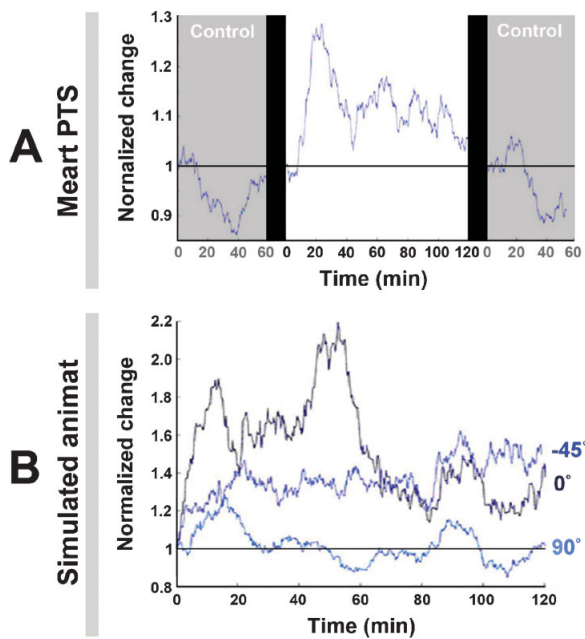 A
Meart PTS
Nornalized change
1.3
1.2
1.1
1
0.9
Control
Control
0 20 40 60 0 20 40 60 80 100 120 0 20 40 60
Time (min)
B
Simulated animat
Normalized change
2.2
2.0
1.8
1.6
1.4
1.2
1
0.8
-45°
0°
90°
0 20 40 60 80 100 120
Time (min)